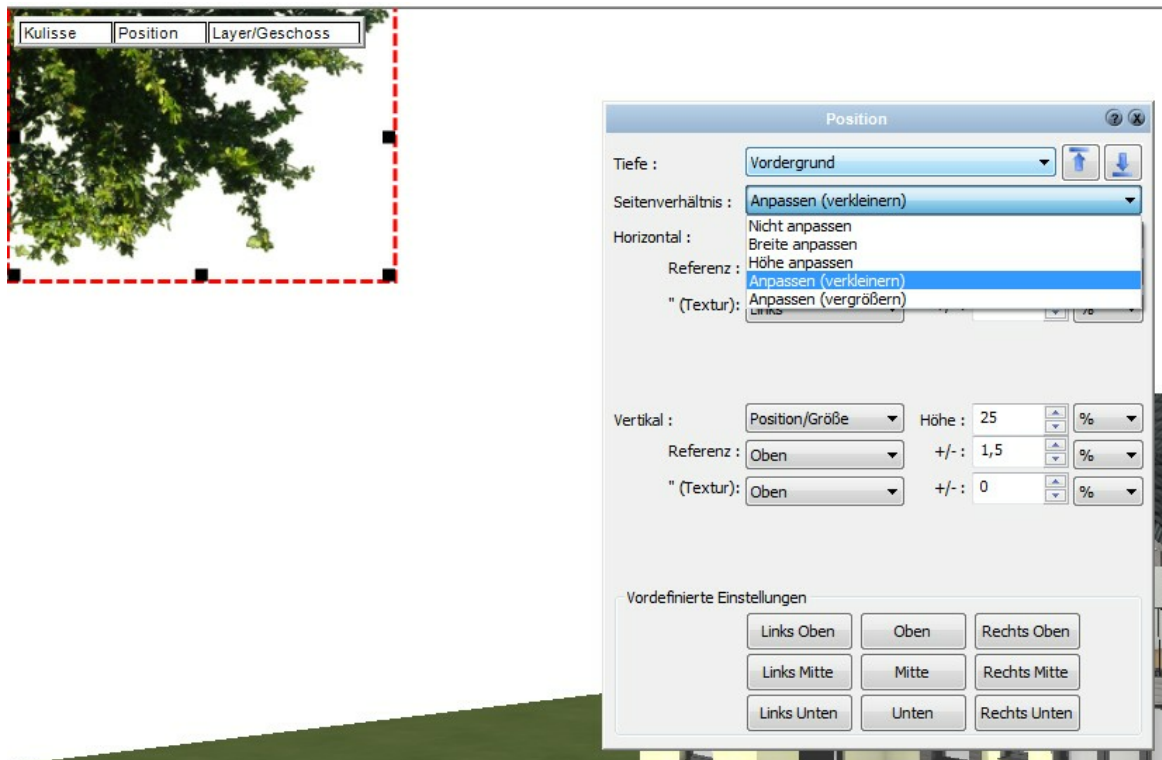 Kulisse Position Layer/Geschoss
Position
Tiefe : Vordergrund
Seitenverhältnis : Anpassen (verkleinern)
Nicht anpassen
Horizontal :
Breite anpassen
Höhe anpassen
Referenz :
Anpassen (verkleinern)
Anpassen (vergrößern)
" (Textur): Links +/- : %
Vertikal : Position/Größe Höhe : 25 %
Referenz : Oben +/- : 1,5 %
" (Textur): Oben +/- : 0 %
Vordefinierte Einstellungen
Links Oben Oben Rechts Oben
Links Mitte Mitte Rechts Mitte
Links Unten Unten Rechts Unten